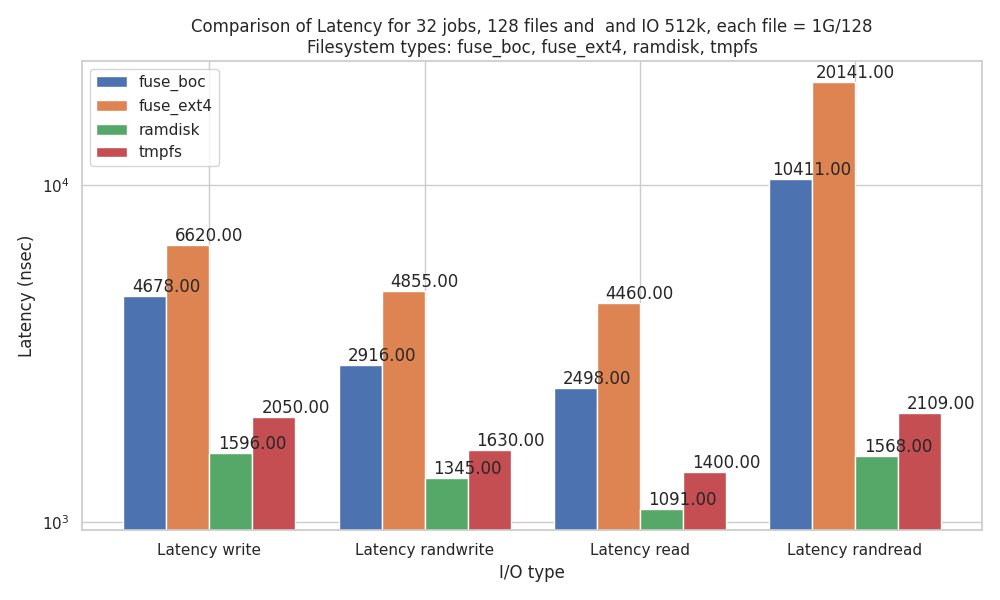 Comparison of Latency for 32 jobs, 128 files and  and IO 512k, each file = 1G/128
Filesystem types: fuse_boc, fuse_ext4, ramdisk, tmpfs
fuse_boc
fuse_ext4
ramdisk
tmpfs
20141.00
10411.00
6620.00
4678.00
4855.00
4460.00
2916.00
2498.00
2050.00
2109.00
1596.00
1630.00
1568.00
1345.00
1400.00
1091.00
10⁴
10³
Latency (nsec)
Latency write
Latency randwrite
Latency read
Latency randread
I/O type